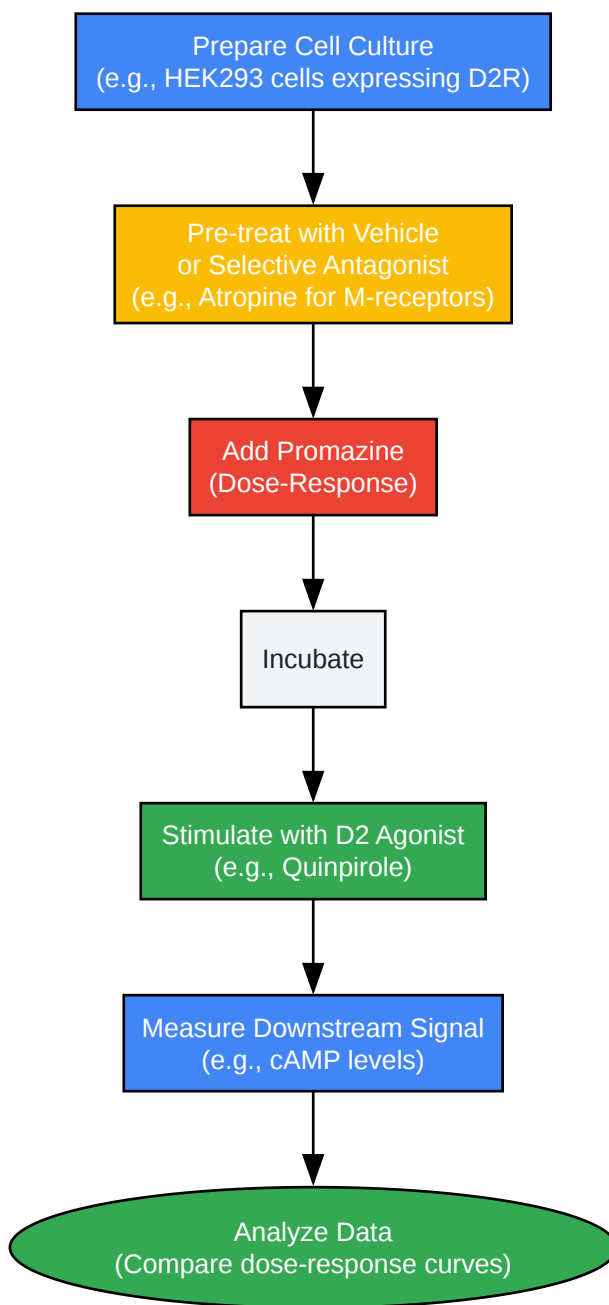 Prepare Cell Culture
(e.g., HEK293 cells expressing D2R)
Pre-treat with Vehicle
or Selective Antagonist
(e.g., Atropine for M-receptors)
Add Promazine
(Dose-Response)
Incubate
Stimulate with D2 Agonist
(e.g., Quinpirole)
Measure Downstream Signal
(e.g., cAMP levels)
Analyze Data
(Compare dose-response curves)